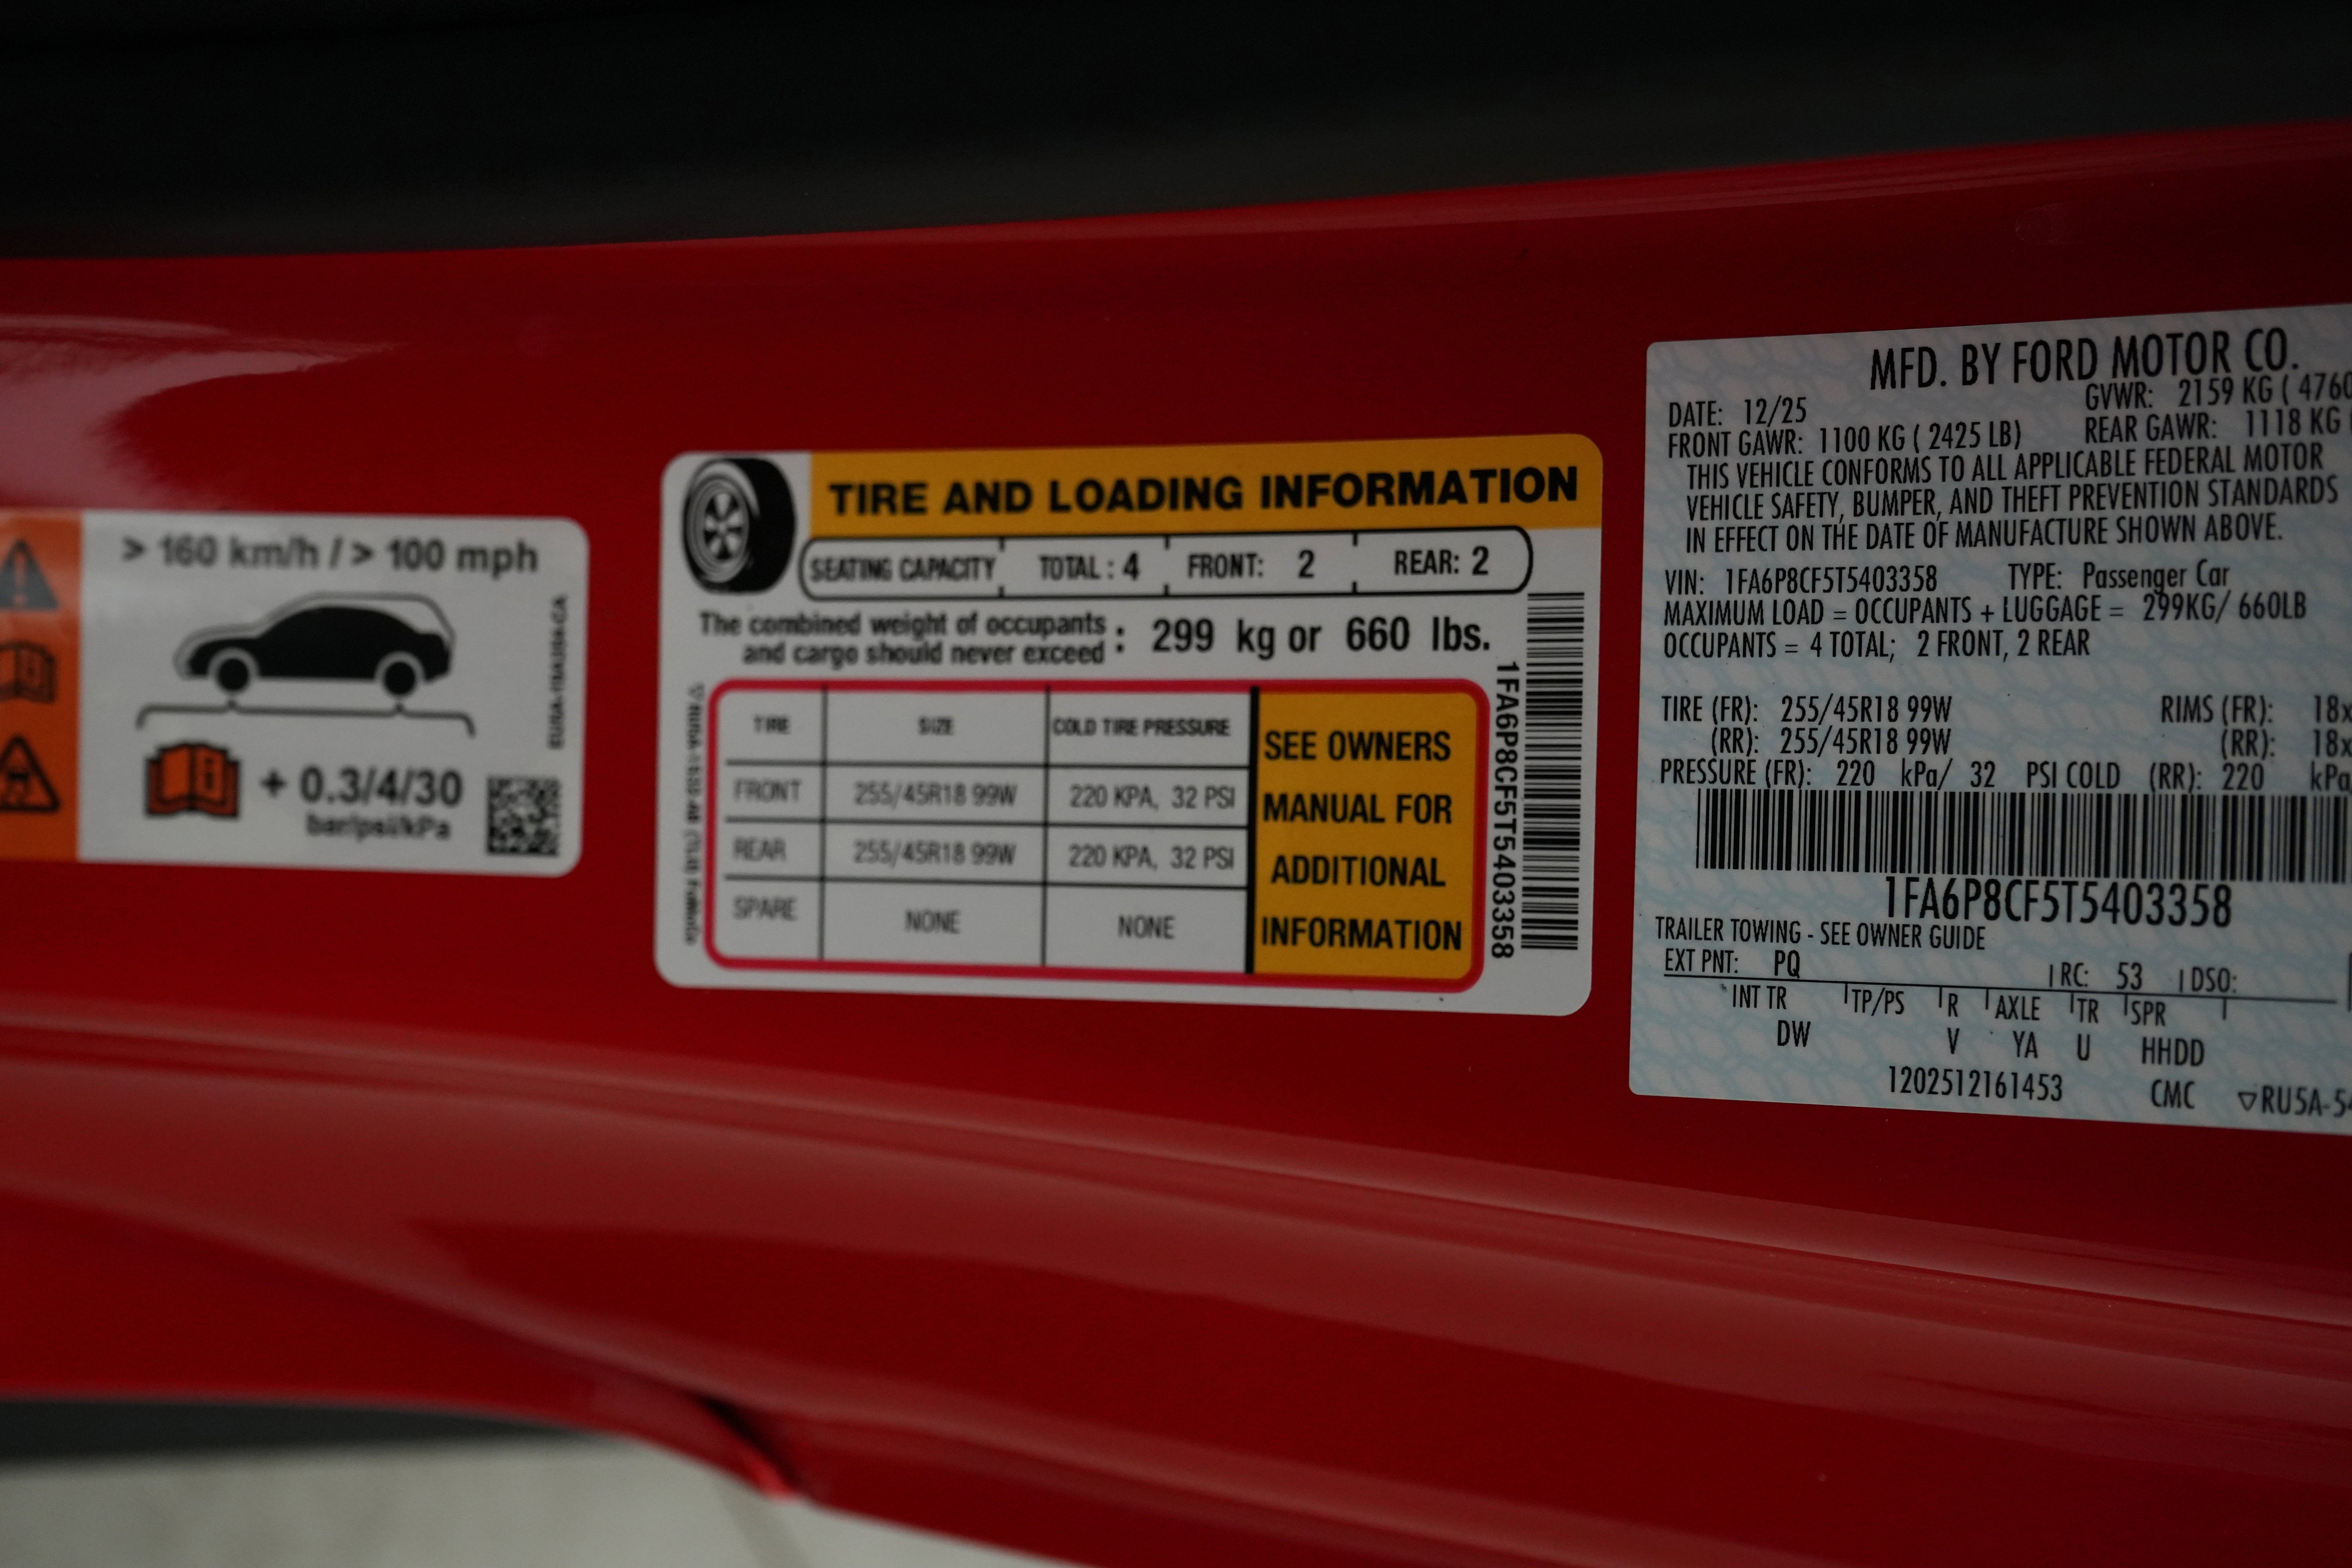 > 160 km/h / > 100 mph
+ 0.3/4/30
bar/psi/kPa
TIRE AND LOADING INFORMATION
SEATING CAPACITY TOTAL : 4 FRONT: 2 REAR: 2
The combined weight of occupants
and cargo should never exceed : 299 kg or 660 lbs.
TIRE SIZE COLD TIRE PRESSURE
FRONT 255/45R18 99W 220 KPA, 32 PSI
REAR 255/45R18 99W 220 KPA, 32 PSI
SPARE NONE NONE
SEE OWNERS
MANUAL FOR
ADDITIONAL
INFORMATION
1FA6P8CF5T5403358
MFD. BY FORD MOTOR CO.
DATE: 12/25 GVWR: 2159 KG ( 4760
FRONT GAWR: 1100 KG ( 2425 LB) REAR GAWR: 1118 KG (
THIS VEHICLE CONFORMS TO ALL APPLICABLE FEDERAL MOTOR
VEHICLE SAFETY, BUMPER, AND THEFT PREVENTION STANDARDS
IN EFFECT ON THE DATE OF MANUFACTURE SHOWN ABOVE.
VIN: 1FA6P8CF5T5403358 TYPE: Passenger Car
MAXIMUM LOAD = OCCUPANTS + LUGGAGE = 299KG/ 660LB
OCCUPANTS = 4 TOTAL; 2 FRONT, 2 REAR
TIRE (FR): 255/45R18 99W RIMS (FR): 18x
(RR): 255/45R18 99W (RR): 18x
PRESSURE (FR): 220 kPa/ 32 PSI COLD (RR): 220 kPa/
1FA6P8CF5T5403358
TRAILER TOWING - SEE OWNER GUIDE
EXT PNT: PQ RC: 53 DSO:
INT TR TP/PS R AXLE TR SPR
DW V YA U HHDD
1202512161453 CMC ▽RU5A-54